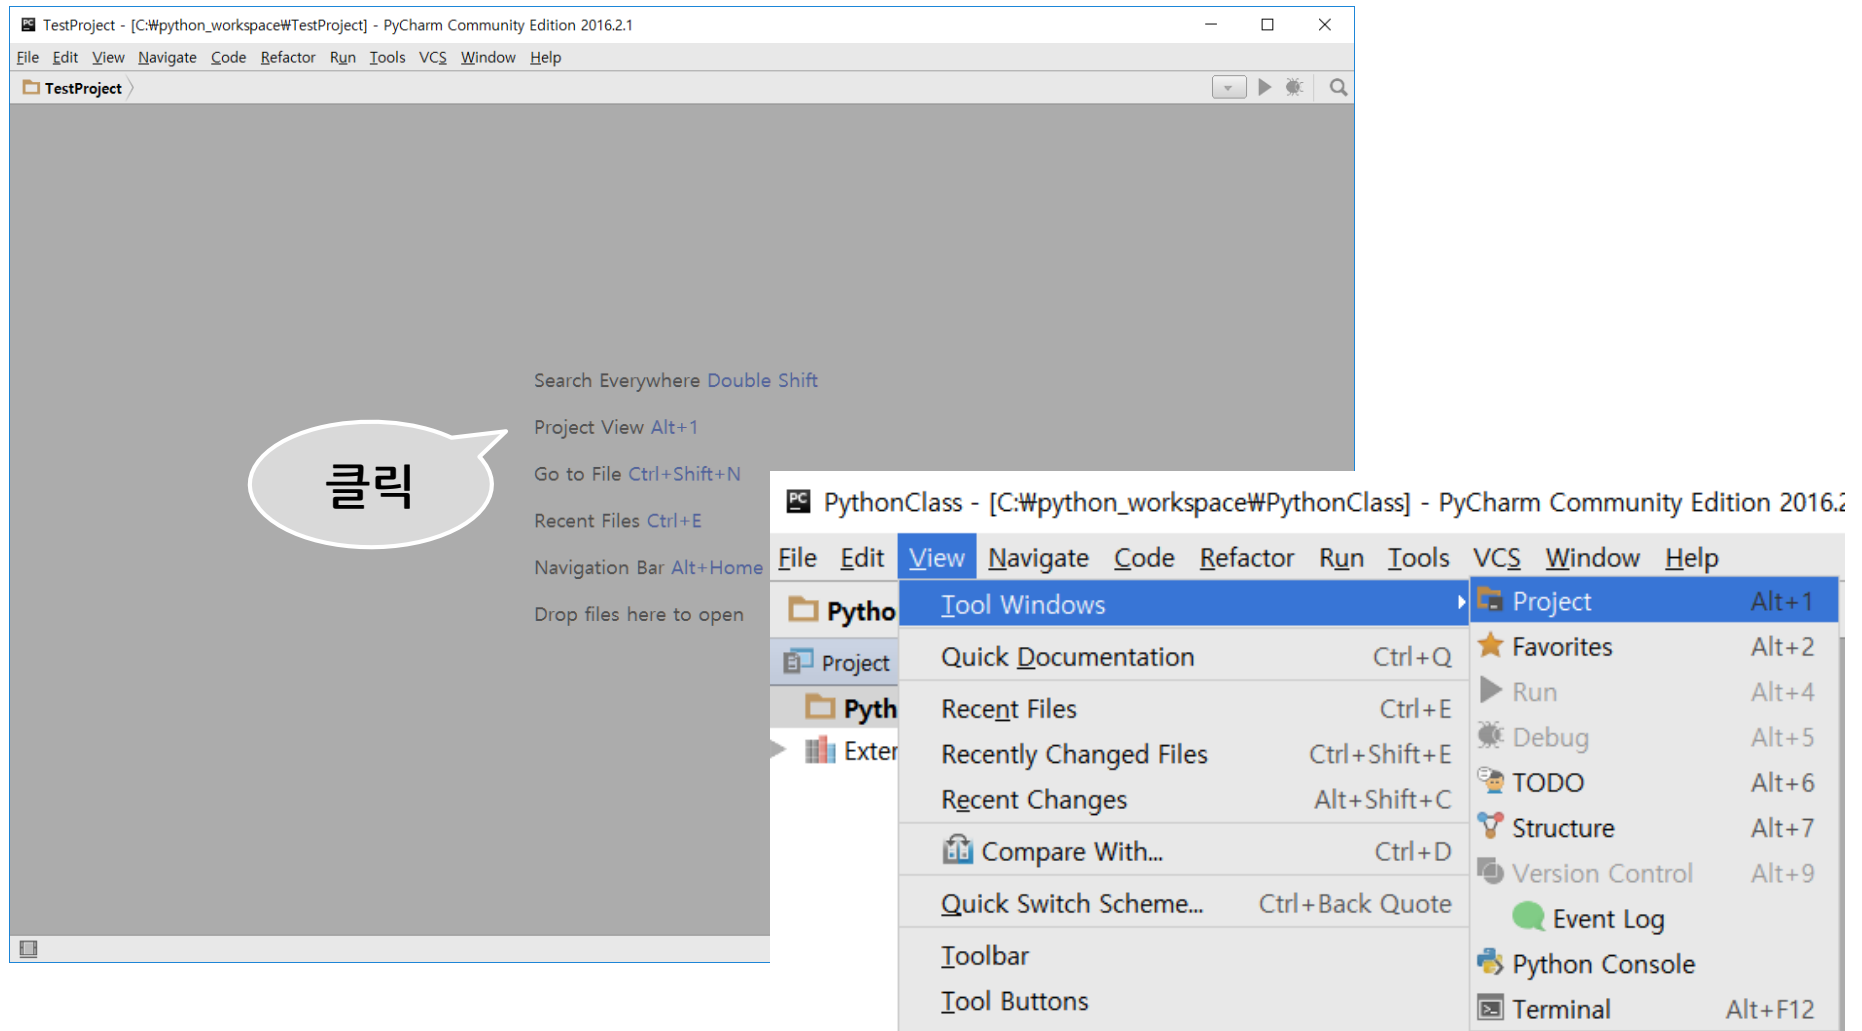 TestProject - [C:₩python_workspace₩TestProject] - PyCharm Community Edition 2016.2.1
File Edit View Navigate Code Refactor Run Tools VCS Window Help
TestProject
Search Everywhere Double Shift
Project View Alt+1
클릭
Go to File Ctrl+Shift+N
Recent Files Ctrl+E
Navigation Bar Alt+Home
Drop files here to open
PC PythonClass - [C:₩python_workspace₩PythonClass] - PyCharm Community Edition 2016.2
File Edit View Navigate Code Refactor Run Tools VCS Window Help
Pytho
Project
Pyth
Exter
Tool Windows
Quick Documentation Ctrl+Q
Recent Files Ctrl+E
Recently Changed Files Ctrl+Shift+E
Recent Changes Alt+Shift+C
Compare With... Ctrl+D
Quick Switch Scheme... Ctrl+Back Quote
Toolbar
Tool Buttons
Project Alt+1
Favorites Alt+2
Run Alt+4
Debug Alt+5
TODO Alt+6
Structure Alt+7
Version Control Alt+9
Event Log
Python Console
Terminal Alt+F12